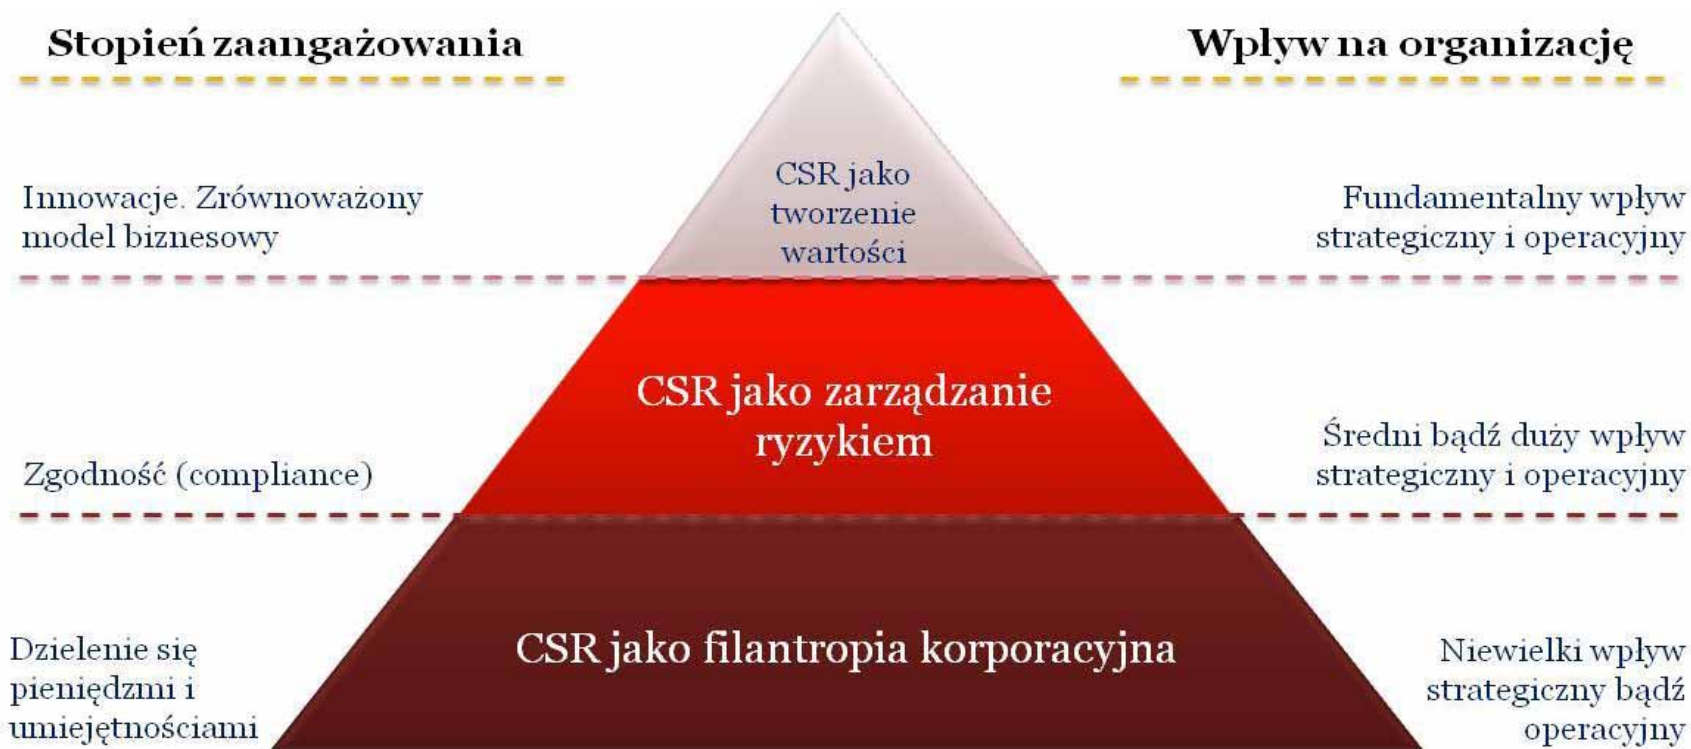 Stopień zaangażowania
Wpływ na organizację
Innowacje. Zrównoważony
model biznesowy
CSR jako
tworzenie
wartości
Fundamentalny wpływ
strategiczny i operacyjny
Zgodność (compliance)
CSR jako zarządzanie
ryzykiem
Średni bądź duży wpływ
strategiczny i operacyjny
Dzielenie się
pieniędzmi i
umiejętnościami
CSR jako filantropia korporacyjna
Niewielki wpływ
strategiczny bądź
operacyjny